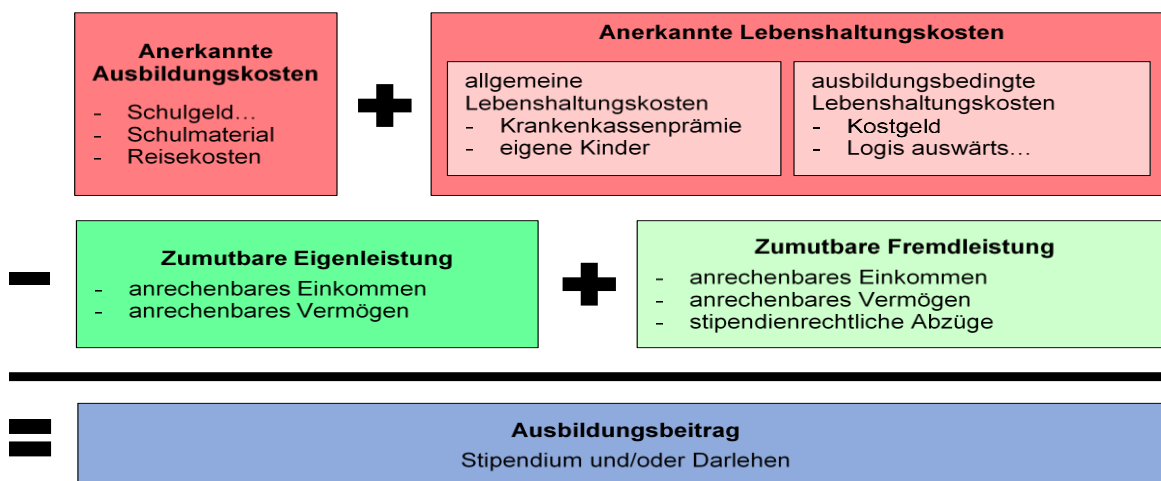 Anerkannte
Ausbildungskosten
- Schulgeld…
- Schulmaterial
- Reisekosten
+
Anerkannte Lebenshaltungskosten
allgemeine
Lebenshaltungskosten
- Krankenkassenprämie
- eigene Kinder
ausbildungsbedingte
Lebenshaltungskosten
- Kostgeld
- Logis auswärts…
-
Zumutbare Eigenleistung
- anrechenbares Einkommen
- anrechenbares Vermögen
+
Zumutbare Fremdleistung
- anrechenbares Einkommen
- anrechenbares Vermögen
- stipendienrechtliche Abzüge
=
Ausbildungsbeitrag
Stipendium und/oder Darlehen